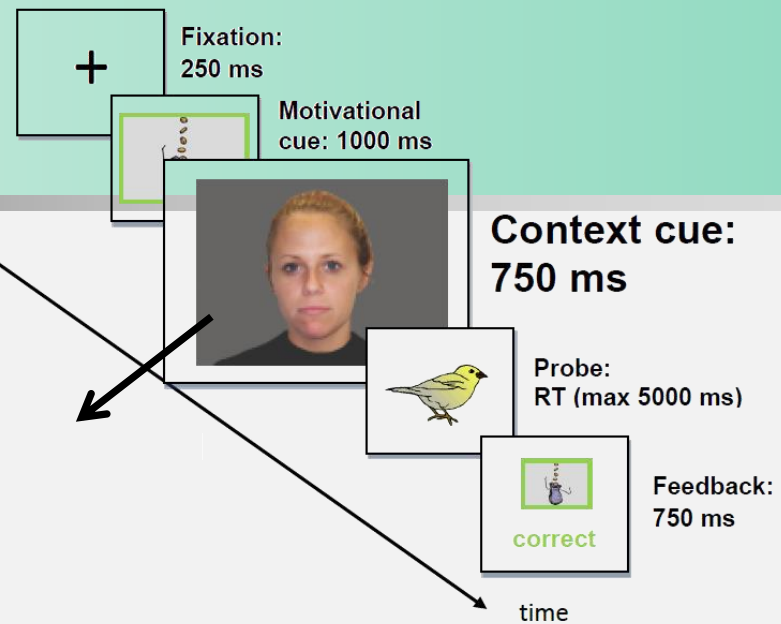 Fixation:
250 ms
Motivational
cue: 1000 ms
Context cue:
750 ms
Probe:
RT (max 5000 ms)
Feedback:
750 ms
correct
time